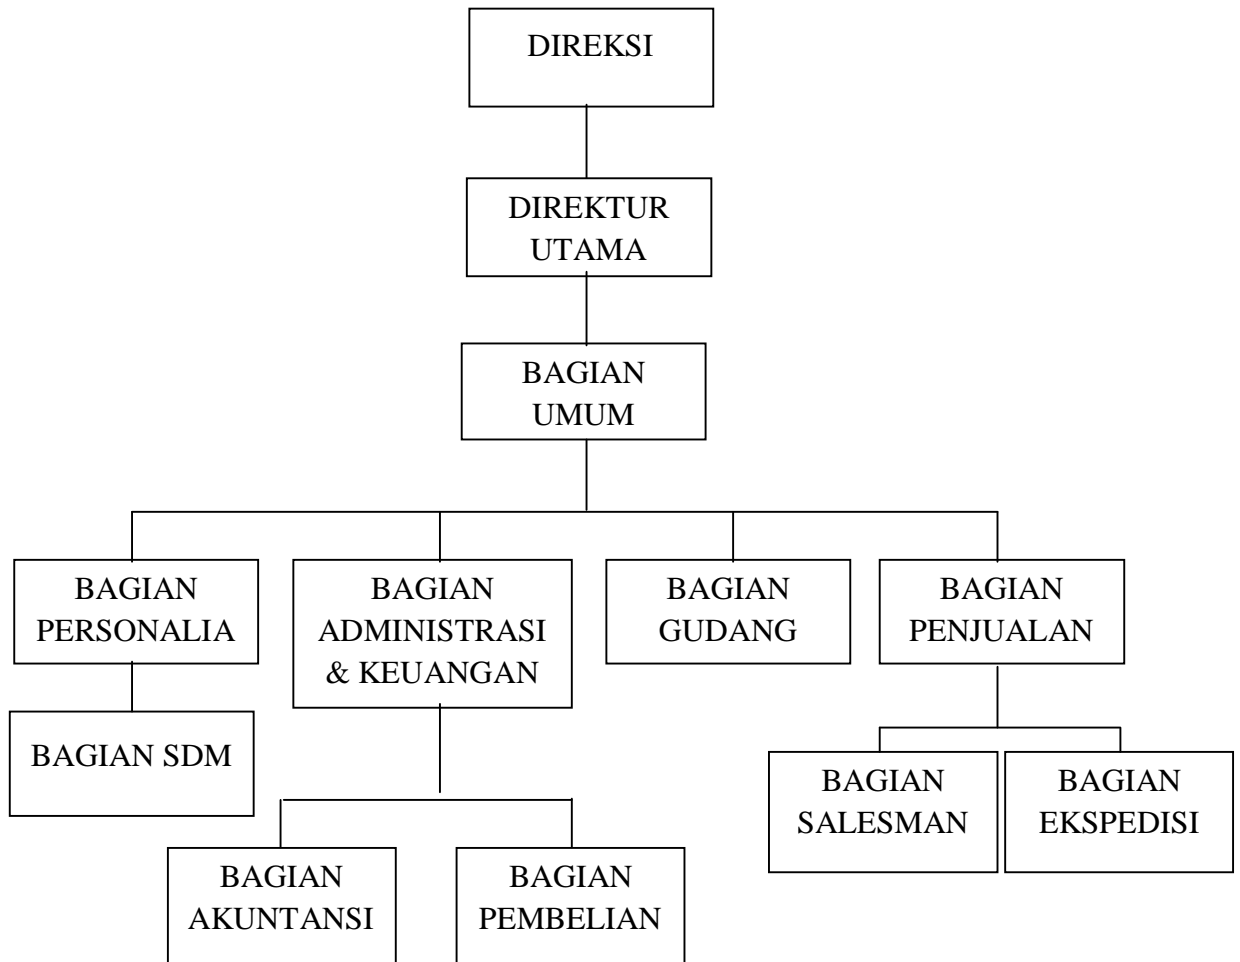 DIREKSI
DIREKTUR
UTAMA
BAGIAN
UMUM
BAGIAN
PERSONALIA
BAGIAN
ADMINISTRASI
& KEUANGAN
BAGIAN
GUDANG
BAGIAN
PENJUALAN
BAGIAN SDM
BAGIAN
SALESMAN
BAGIAN
EKSPEDISI
BAGIAN
AKUNTANSI
BAGIAN
PEMBELIAN